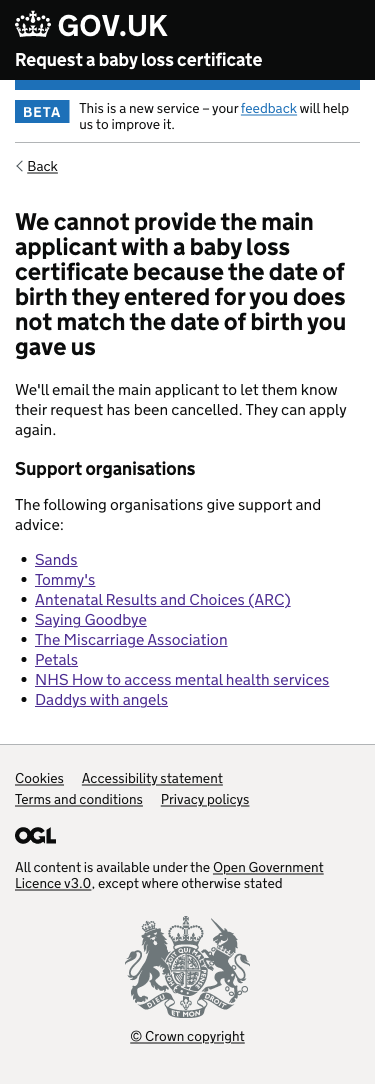 GOV.UK
Request a baby loss certificate
BETA
This is a new service – your feedback will help
us to improve it.
Back
We cannot provide the main
applicant with a baby loss
certificate because the date of
birth they entered for you does
not match the date of birth you
gave us
We'll email the main applicant to let them know
their request has been cancelled. They can apply
again.
Support organisations
The following organisations give support and
advice:
• Sands
• Tommy's
• Antenatal Results and Choices (ARC)
• Saying Goodbye
• The Miscarriage Association
• Petals
• NHS How to access mental health services
• Daddys with angels
Cookies Accessibility statement
Terms and conditions Privacy policys
OGL
All content is available under the Open Government
Licence v3.0, except where otherwise stated
DIEU ET MON DROIT
© Crown copyright